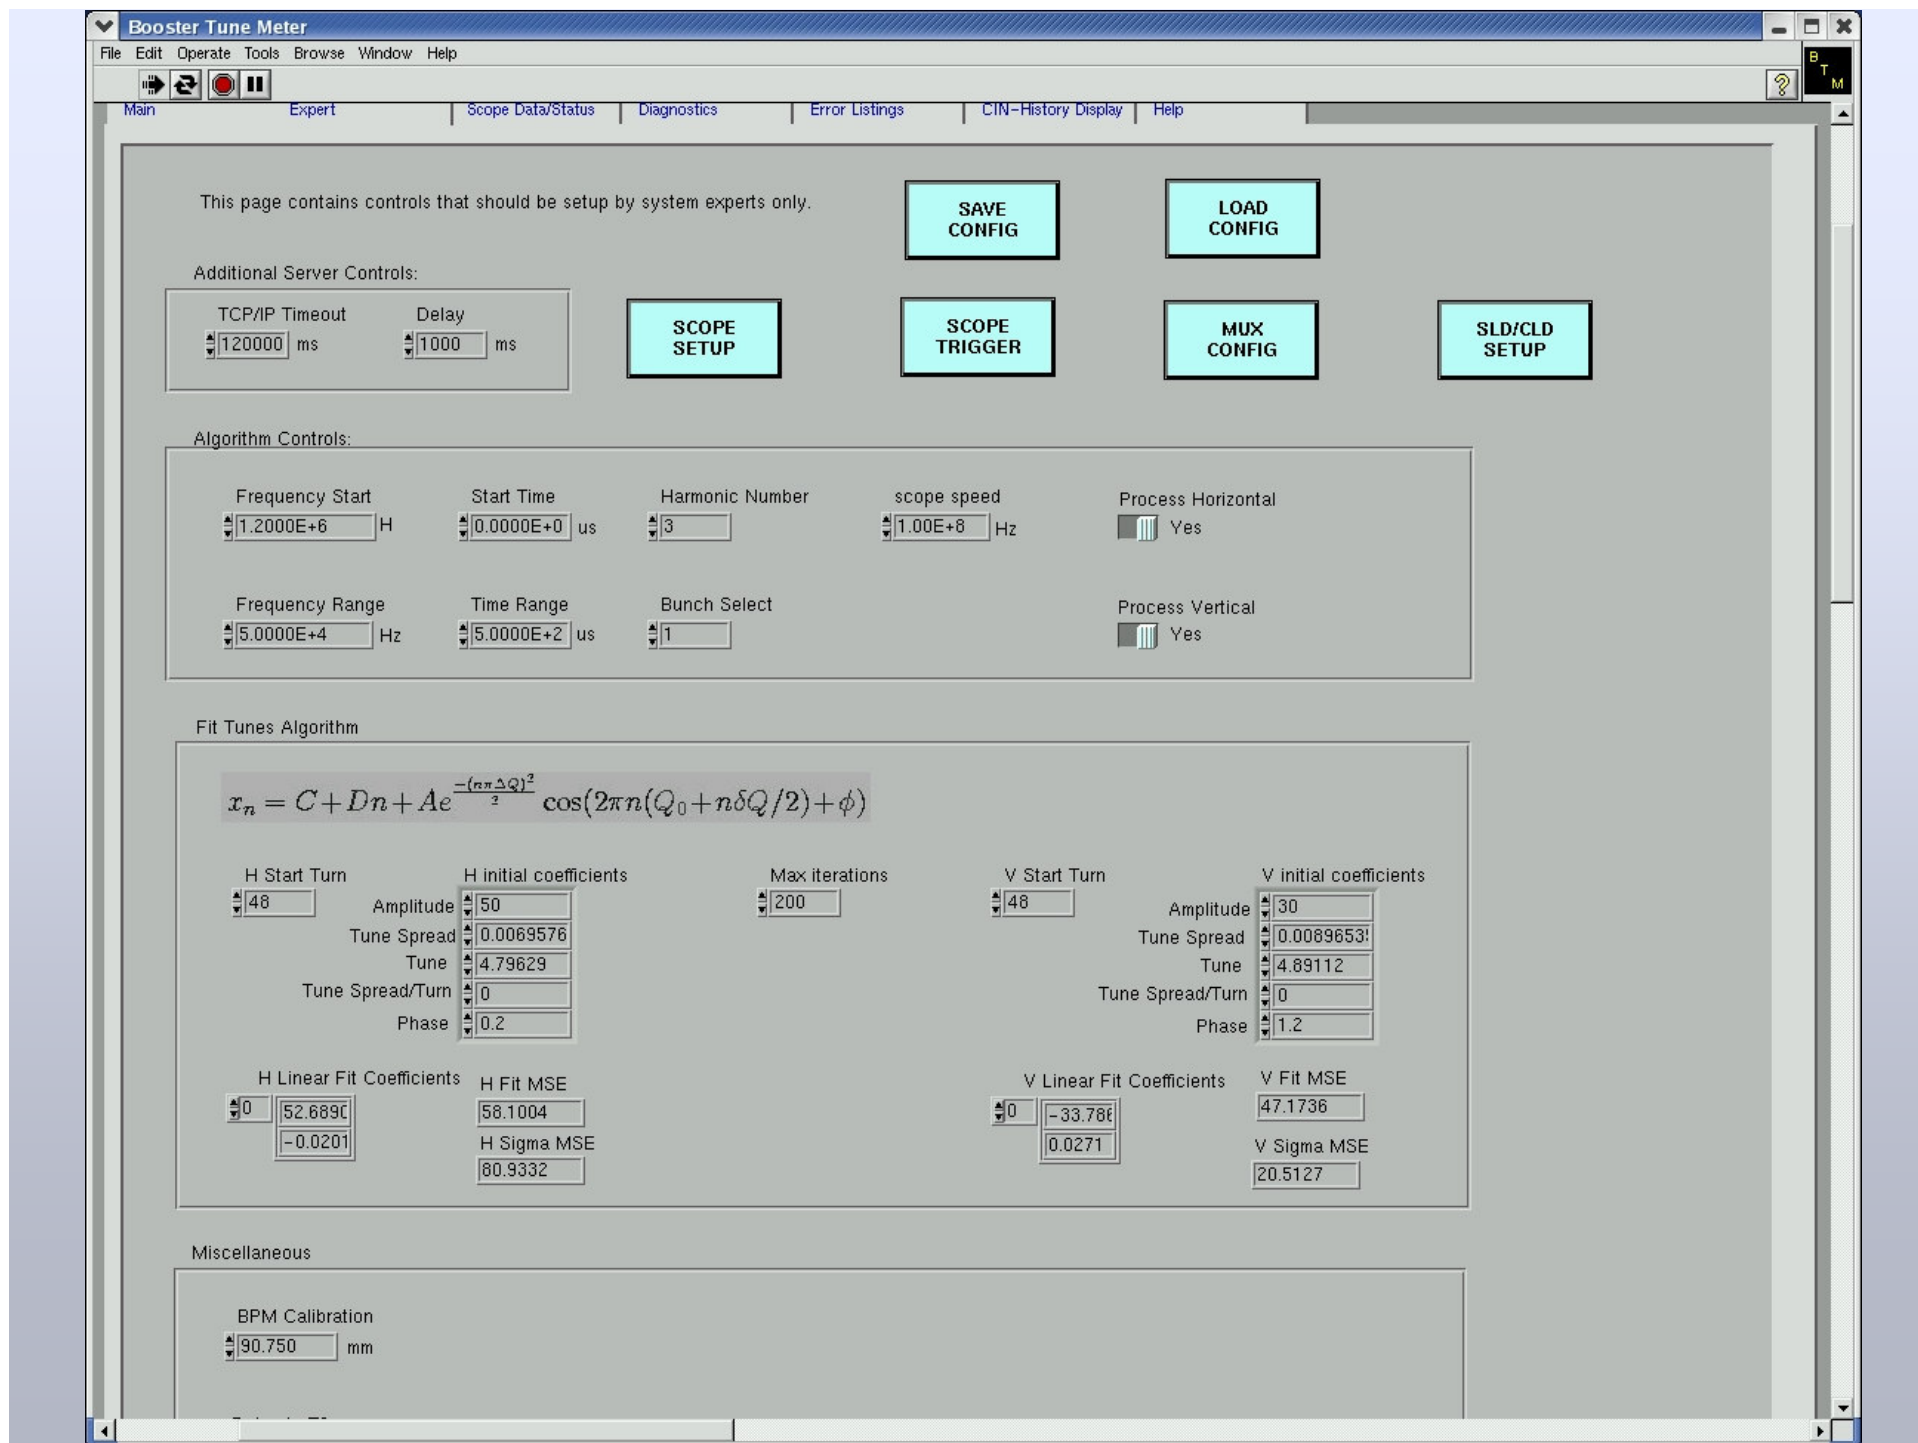 Booster Tune Meter
File Edit Operate Tools Browse Window Help
B T M
Main Expert Scope Data/Status Diagnostics Error Listings CIN-History Display Help
This page contains controls that should be setup by system experts only.
SAVE CONFIG
LOAD CONFIG
Additional Server Controls:
TCP/IP Timeout Delay
120000 ms 1000 ms
SCOPE SETUP
SCOPE TRIGGER
MUX CONFIG
SLD/CLD SETUP
Algorithm Controls:
Frequency Start Start Time Harmonic Number scope speed Process Horizontal
1.2000E+6 H 0.0000E+0 us 3 1.00E+8 Hz Yes
Frequency Range Time Range Bunch Select Process Vertical
5.0000E+4 Hz 5.0000E+2 us 1 Yes
Fit Tunes Algorithm
x_n = C + Dn + Ae^{\frac{-(nπΔQ)^2}{2}} cos(2πn(Q_0+nδQ/2)+φ)
H Start Turn H initial coefficients Max iterations V Start Turn V initial coefficients
48 Amplitude 50 200 48 Amplitude 30
Tune Spread 0.0069576 Tune Spread 0.0089653
Tune 4.79629 Tune 4.89112
Tune Spread/Turn 0 Tune Spread/Turn 0
Phase 0.2 Phase 1.2
H Linear Fit Coefficients H Fit MSE V Linear Fit Coefficients V Fit MSE
0 52.689 58.1004 0 -33.78 47.1736
-0.0201 H Sigma MSE 0.0271 V Sigma MSE
80.9332 20.5127
Miscellaneous
BPM Calibration
90.750 mm